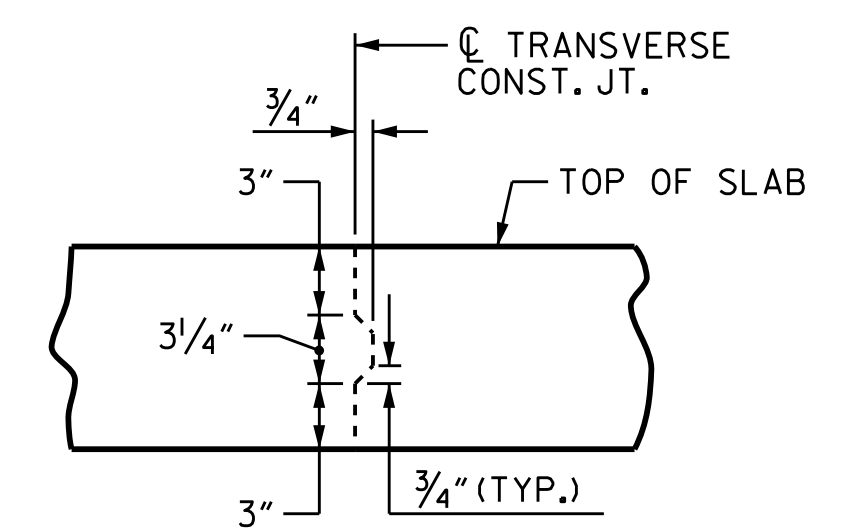 ℄ TRANSVERSE
CONST. JT.
3/4"
3"
TOP OF SLAB
3 1/4"
3/4" (TYP.)
3"